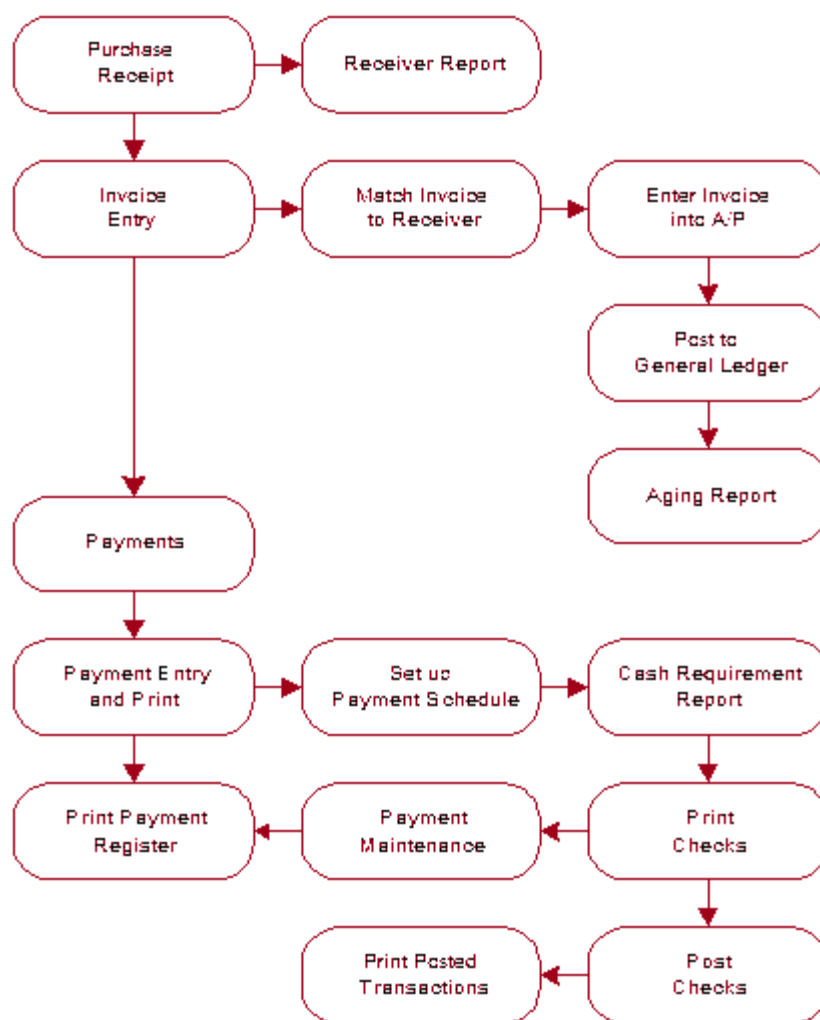 Purchase
Receipt
Receiver Report
Invoice
Entry
Match Invoice
to Receiver
Enter Invoice
into A/P
Post to
General Ledger
Aging Report
Payments
Payment Entry
and Print
Set up
Payment Schedule
Cash Requirement
Report
Print Payment
Register
Payment
Maintenance
Print
Checks
Print Posted
Transactions
Post
Checks